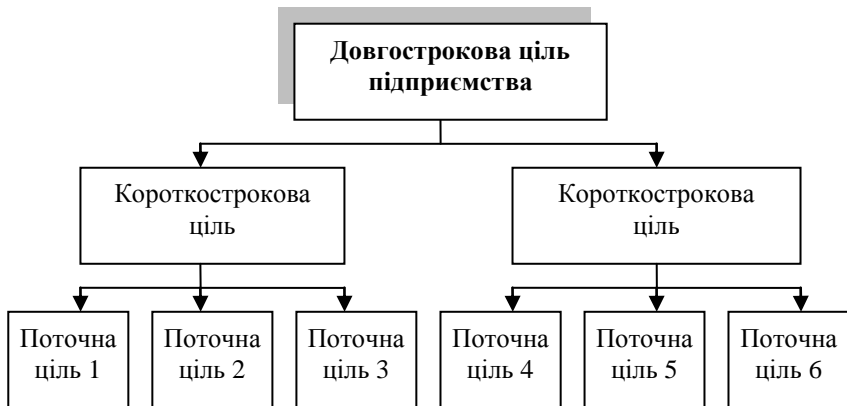 Довгострокова ціль
підприємства
Короткострокова
ціль
Короткострокова
ціль
Поточна
ціль 1
Поточна
ціль 2
Поточна
ціль 3
Поточна
ціль 4
Поточна
ціль 5
Поточна
ціль 6